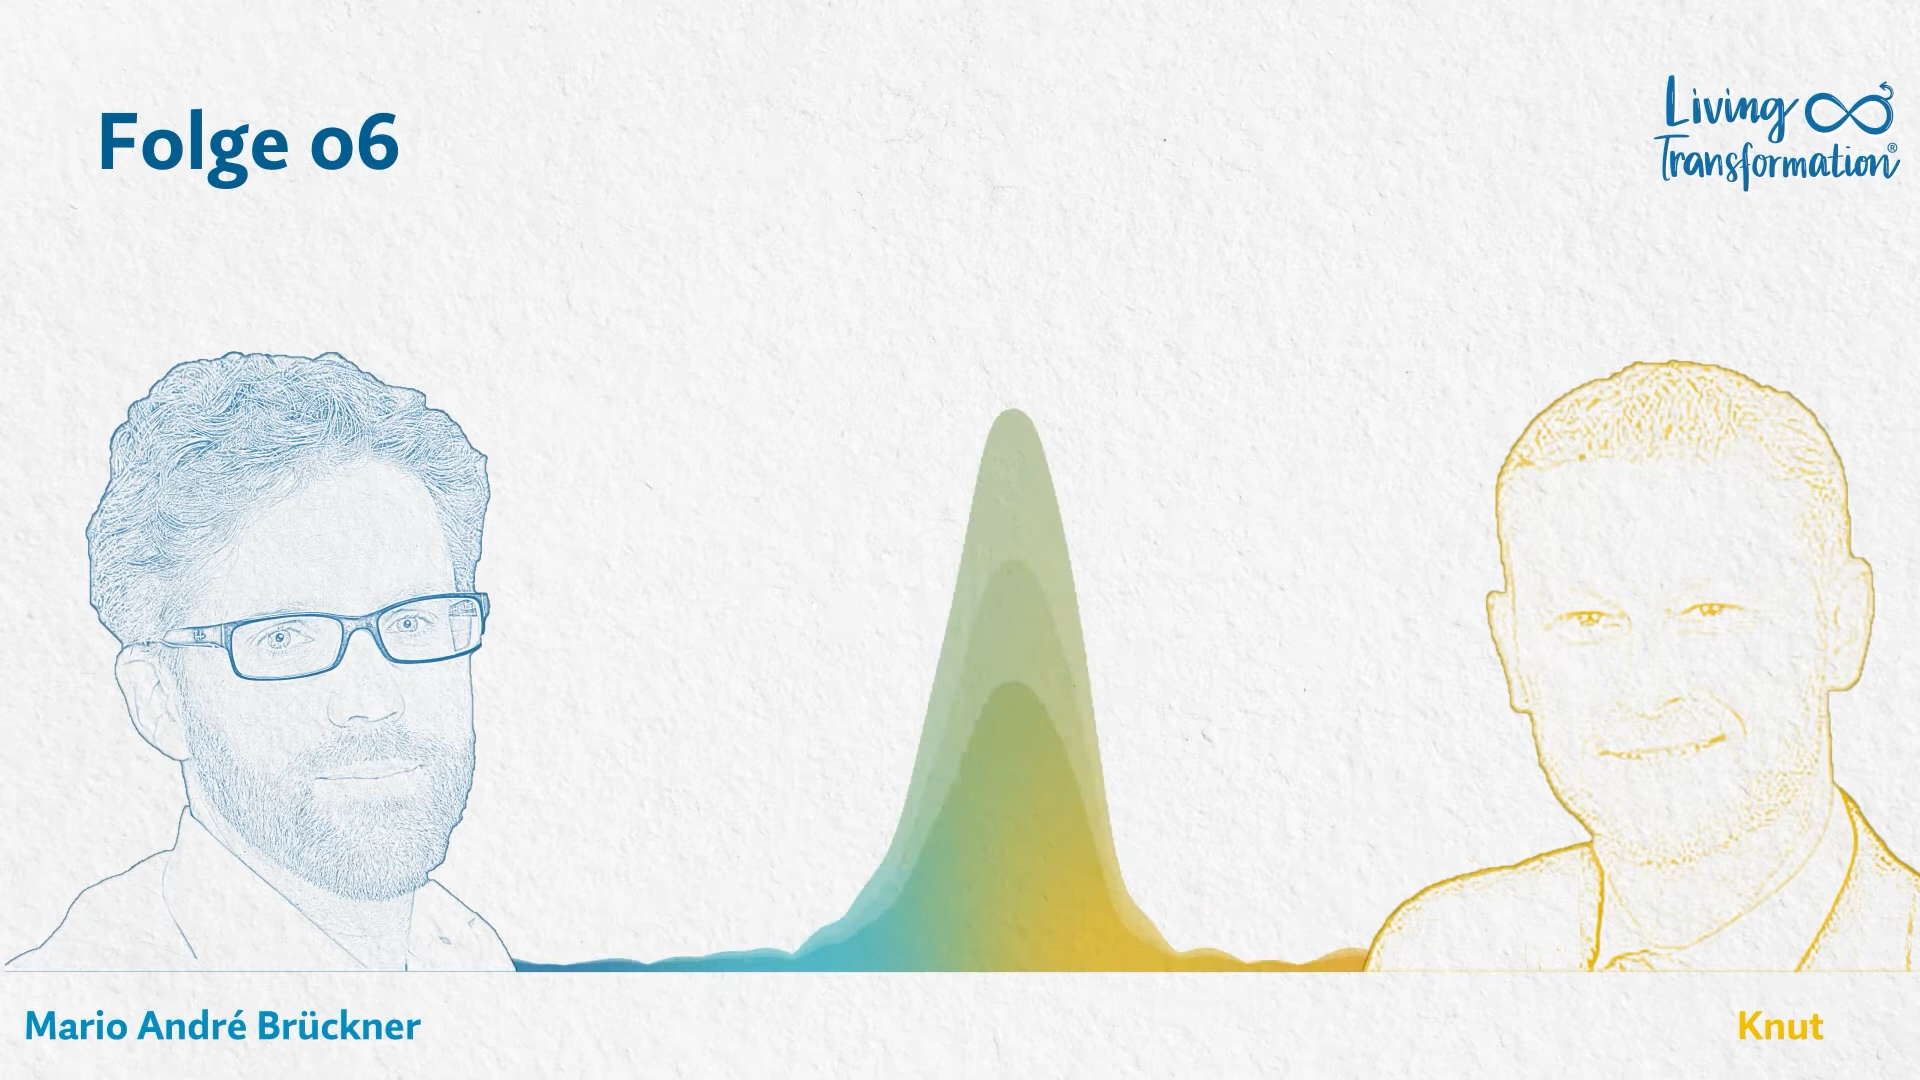 Folge 06
Living
Transformation®
Mario André Brückner
Knut